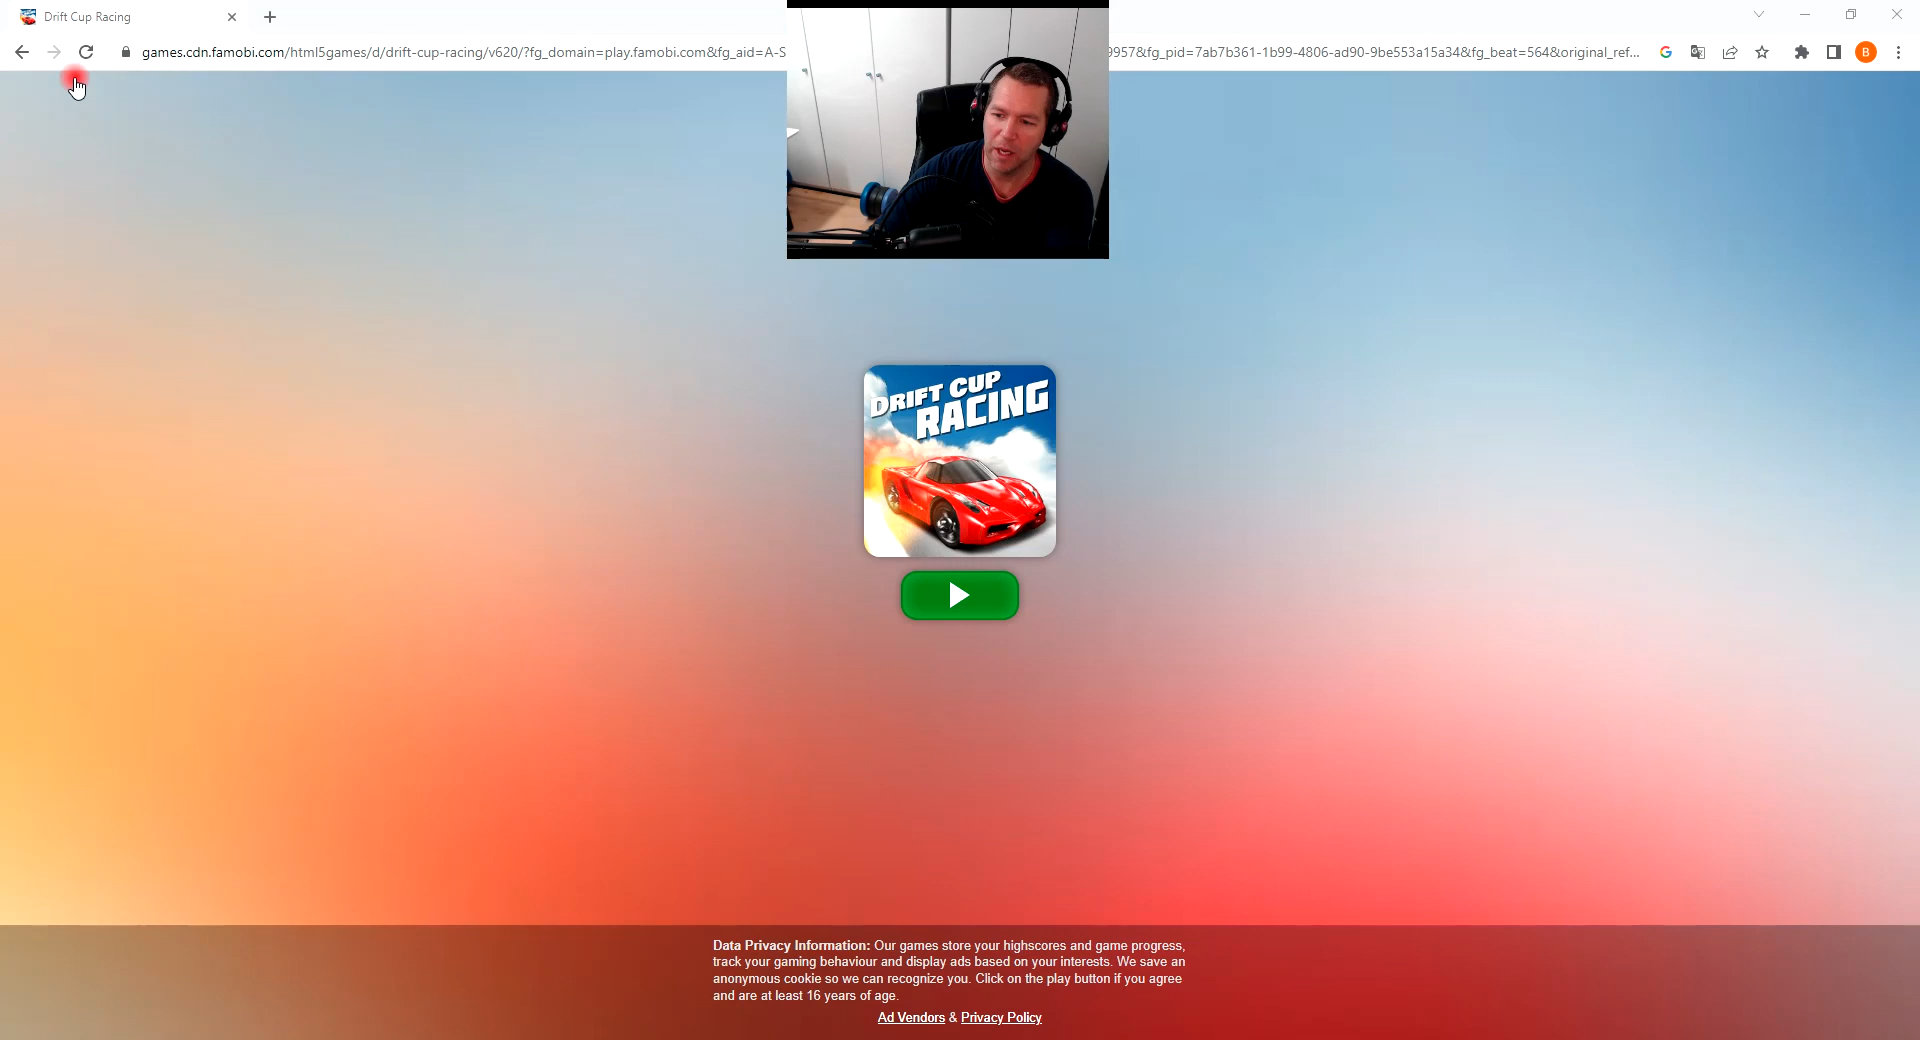 Drift Cup Racing
games.cdn.famobi.com/html5games/d/drift-cup-racing/v620/?fg_domain=play.famobi.com&fg_aid=A-S
9957&fg_pid=7ab7b361-1b99-4806-ad90-9be553a15a34&fg_beat=564&original_ref...
B
DRIFT CUP
RACING
Data Privacy Information: Our games store your highscores and game progress,
track your gaming behaviour and display ads based on your interests. We save an
anonymous cookie so we can recognize you. Click on the play button if you agree
and are at least 16 years of age.
Ad Vendors & Privacy Policy